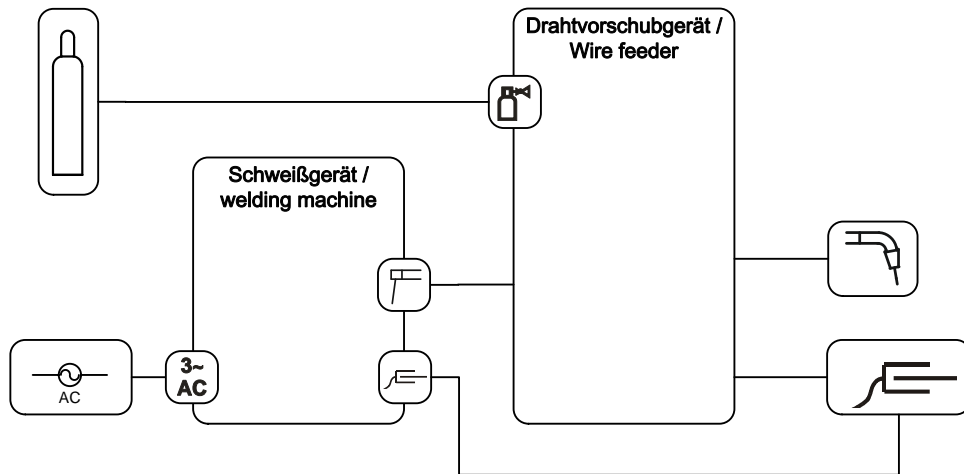 Drahtvorschubgerät /
Wire feeder
Schweißgerät /
welding machine
3~
AC
AC